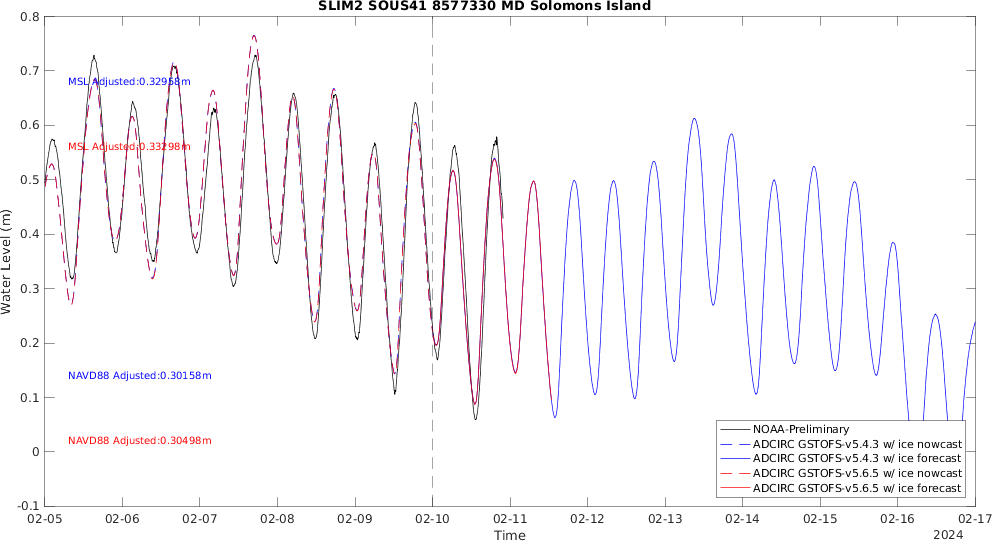 SLIM2 SOUS41 8577330 MD Solomons Island
0.8
0.7
0.6
0.5
0.4
0.3
0.2
0.1
0
-0.1
Water Level (m)
MSL Adjusted:0.32958m
MSL Adjusted:0.33298m
NAVD88 Adjusted:0.30158m
NAVD88 Adjusted:0.30498m
NOAA-Preliminary
ADCIRC GSTOFS-v5.4.3 w/ ice nowcast
ADCIRC GSTOFS-v5.4.3 w/ ice forecast
ADCIRC GSTOFS-v5.6.5 w/ ice nowcast
ADCIRC GSTOFS-v5.6.5 w/ ice forecast
02-05 02-06 02-07 02-08 02-09 02-10 02-11 02-12 02-13 02-14 02-15 02-16 02-17
Time
2024